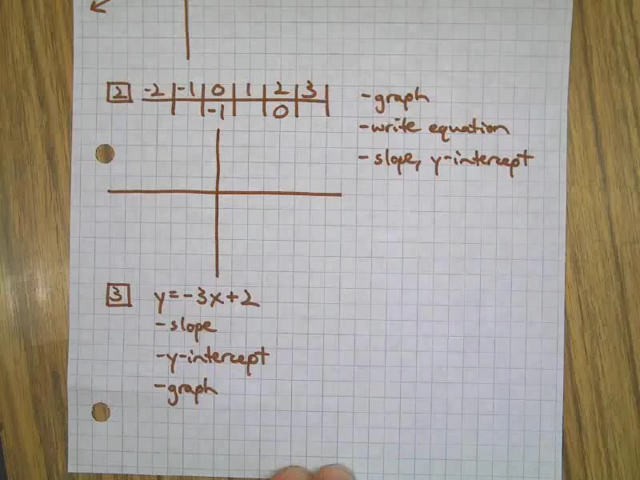 2 -2 -1 0 1 2 3
-1 0
-graph
-write equation
-slope, y-intercept
3 y=-3x+2
-slope
-y-intercept
-graph